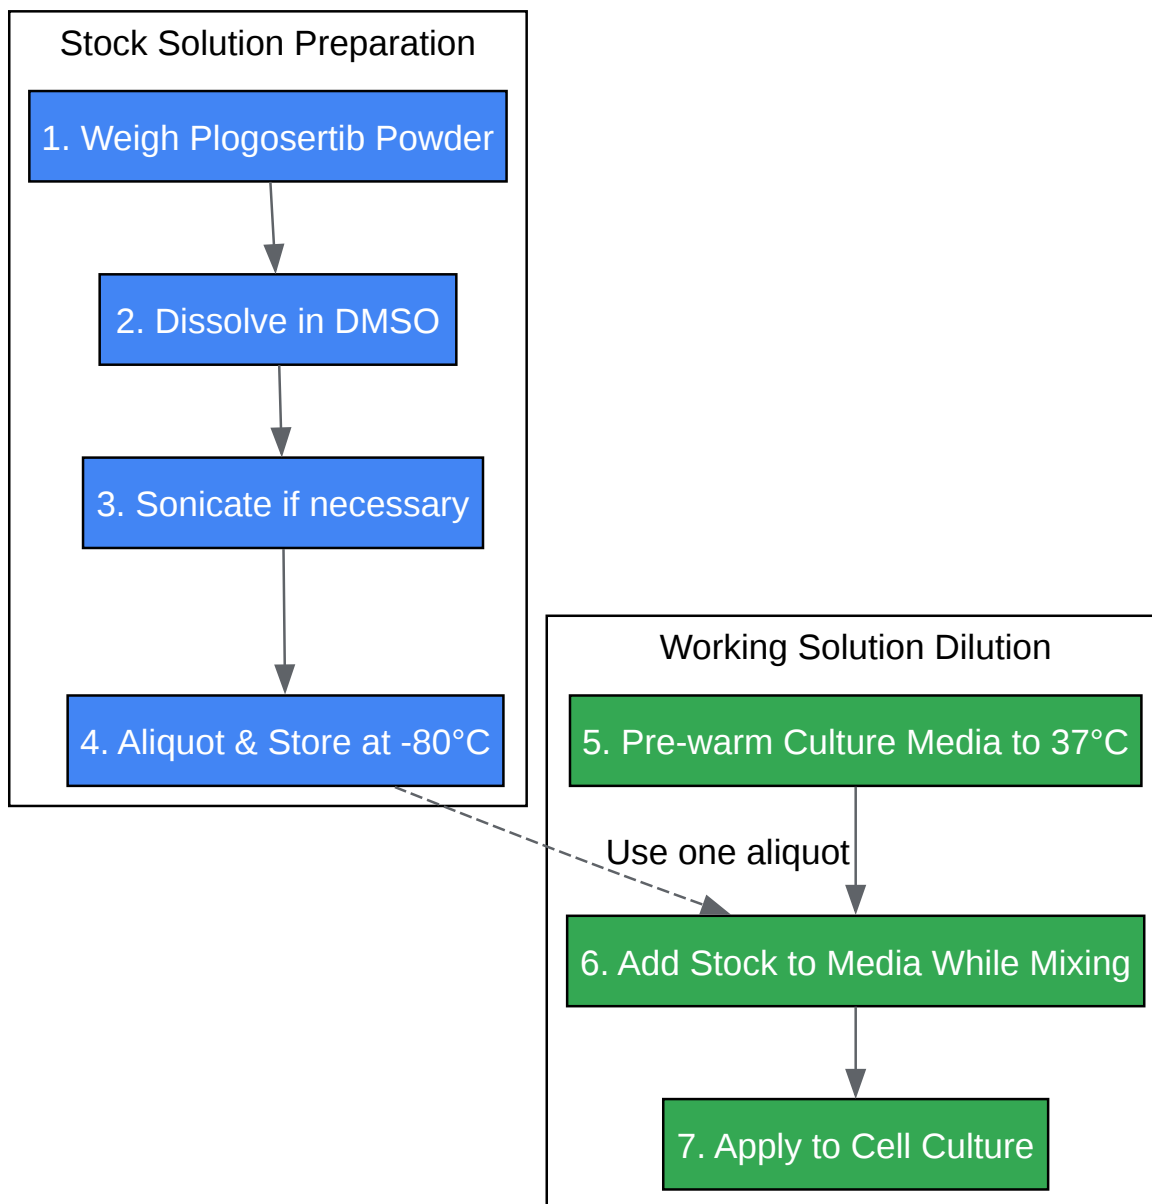 Stock Solution Preparation
1. Weigh Plogosertib Powder
2. Dissolve in DMSO
3. Sonicate if necessary
4. Aliquot & Store at -80°C
Working Solution Dilution
5. Pre-warm Culture Media to 37°C
Use one aliquot
6. Add Stock to Media While Mixing
7. Apply to Cell Culture